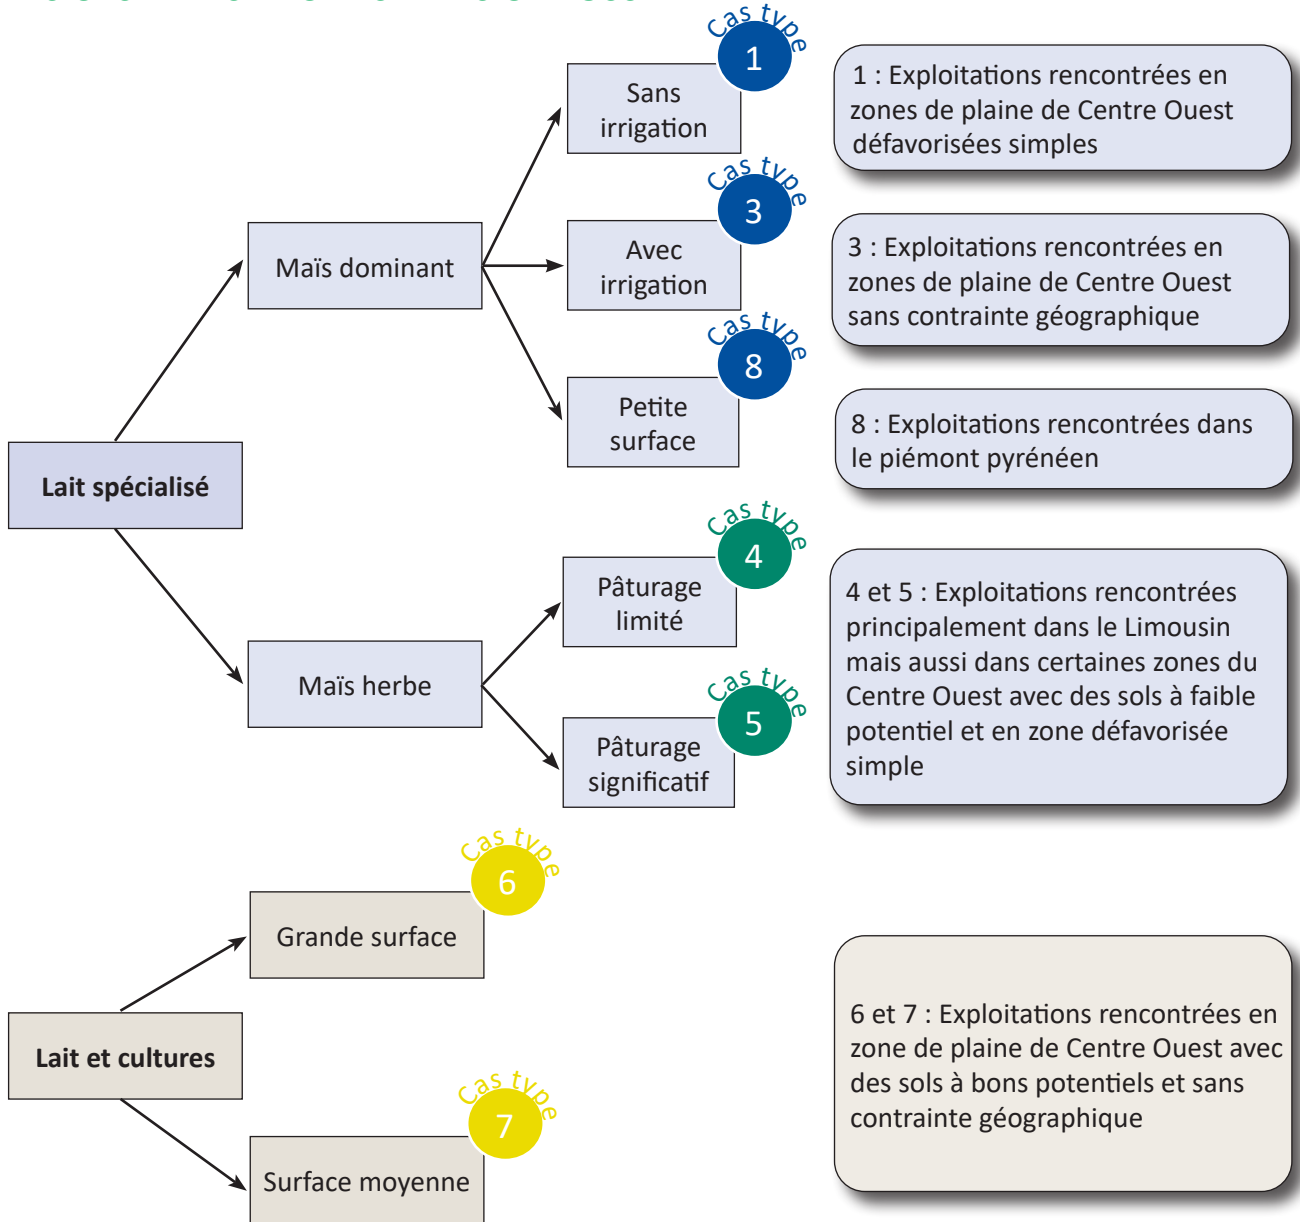 Cas type
1
Sans
irrigation
1 : Exploitations rencontrées en
zones de plaine de Centre Ouest
défavorisées simples
Cas type
3
Maïs dominant
Avec
irrigation
3 : Exploitations rencontrées en
zones de plaine de Centre Ouest
sans contrainte géographique
Cas type
8
Petite
surface
8 : Exploitations rencontrées dans
le piémont pyrénéen
Lait spécialisé
Cas type
4
Pâturage
limité
4 et 5 : Exploitations rencontrées
principalement dans le Limousin
mais aussi dans certaines zones du
Centre Ouest avec des sols à faible
potentiel et en zone défavorisée
simple
Maïs herbe
Cas type
5
Pâturage
significatif
Cas type
6
Grande surface
Lait et cultures
6 et 7 : Exploitations rencontrées en
zone de plaine de Centre Ouest avec
des sols à bons potentiels et sans
contrainte géographique
Cas type
7
Surface moyenne